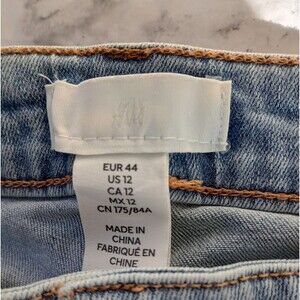 H&M
EUR 44
US 12
CA 12
MX 12
CN 175/84A
MADE IN
CHINA
FABRIQUÉ EN
CHINE